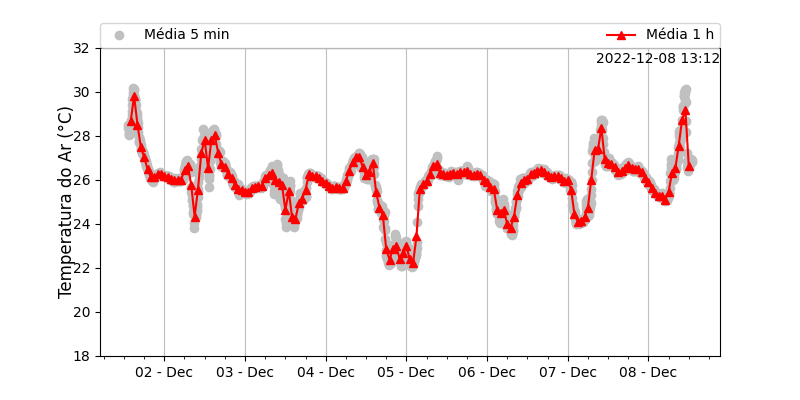 Média 5 min
Média 1 h
2022-12-08 13:12
Temperatura do Ar (°C)
32
30
28
26
24
22
20
18
02 - Dec
03 - Dec
04 - Dec
05 - Dec
06 - Dec
07 - Dec
08 - Dec